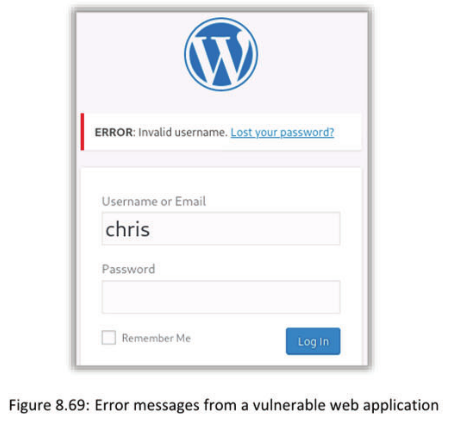 ERROR: Invalid username. Lost your password?
Username or Email
chris
Password
Remember Me
Log In
Figure 8.69: Error messages from a vulnerable web application